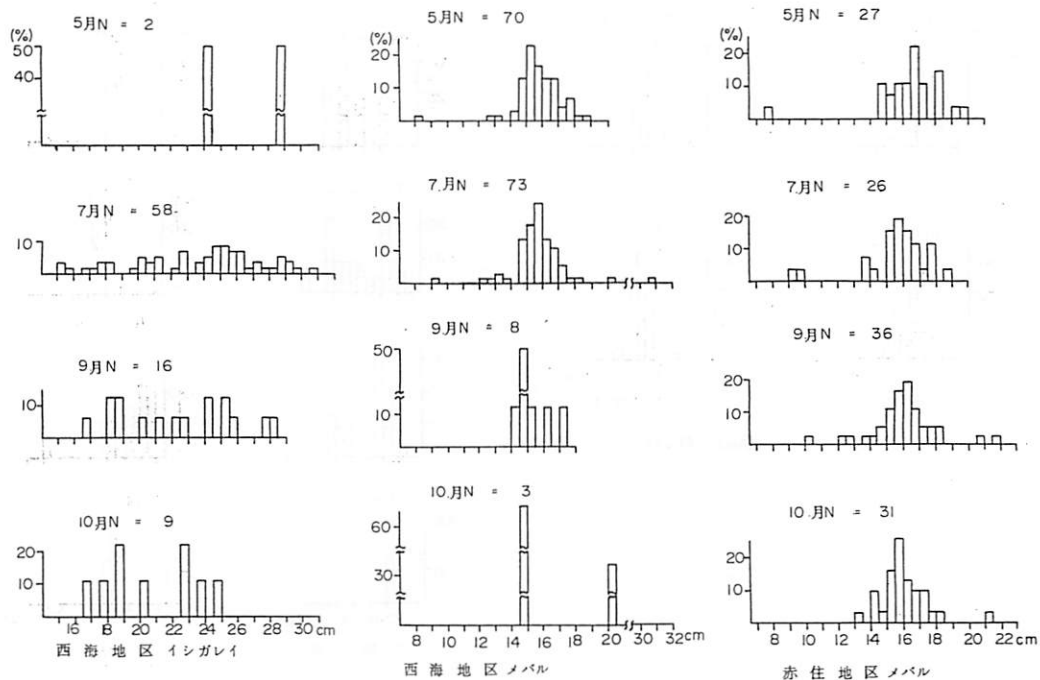 5月N = 2
(%)
50
40
7月N = 58
10
9月N = 16
10
10月N = 9
20
10
16 18 20 22 24 26 28 30 cm
西海地区 イシガレイ
5月N = 70
(%)
20
10
7月N = 73
20
10
9月N = 8
50
10
10月N = 3
60
30
10 12 14 16 18 20 30 32 cm
西海地区 メバル
5月N = 27
(%)
20
10
7月N = 26
20
10
9月N = 36
20
10
10月N = 31
20
10
8 10 12 14 16 18 20 22 cm
赤住地区 メバル